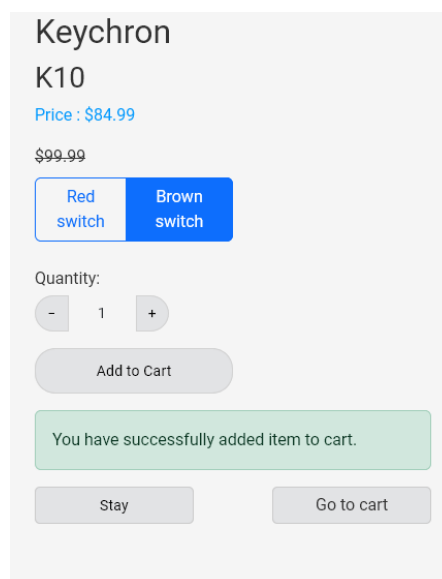 Keychron
K10
Price : $84.99
$99.99
Red Brown
switch switch
Quantity:
- 1 +
Add to Cart
You have successfully added item to cart.
Stay Go to cart